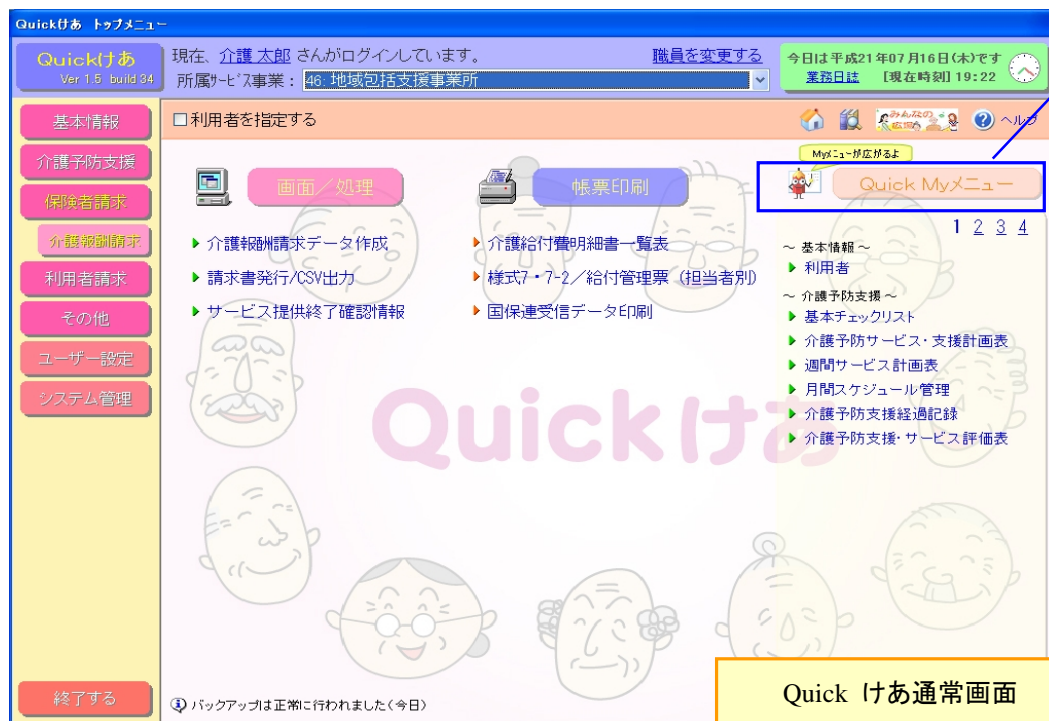 Quickけあ トップメニュー
Quickけあ
Ver 1.5 build 34
現在、介護 太郎 さんがログインしています。
職員を変更する
所属ｻｰﾋﾞｽ事業： 46: 地域包括支援事業所
今日は平成21年07月16日(木)です
業務日誌 [現在時刻] 19:22
基本情報
介護予防支援
保険者請求
介護報酬請求
利用者請求
その他
ユーザー設定
システム管理
終了する
□利用者を指定する
みんなの広場
ヘルプ
画面／処理
介護報酬請求データ作成
請求書発行/CSV出力
サービス提供終了確認情報
帳票印刷
介護給付費明細書一覧表
様式7・7-2／給付管理票（担当者別）
国保連受信データ印刷
Myﾒﾆｭｰが広がるよ
Quick Myメニュー
1 2 3 4
～ 基本情報 ～
利用者
～ 介護予防支援 ～
基本チェックリスト
介護予防サービス・支援計画表
週間サービス計画表
月間スケジュール管理
介護予防支援経過記録
介護予防支援・サービス評価表
Quickけあ
バックアップは正常に行われました(今日)
Quick けあ通常画面